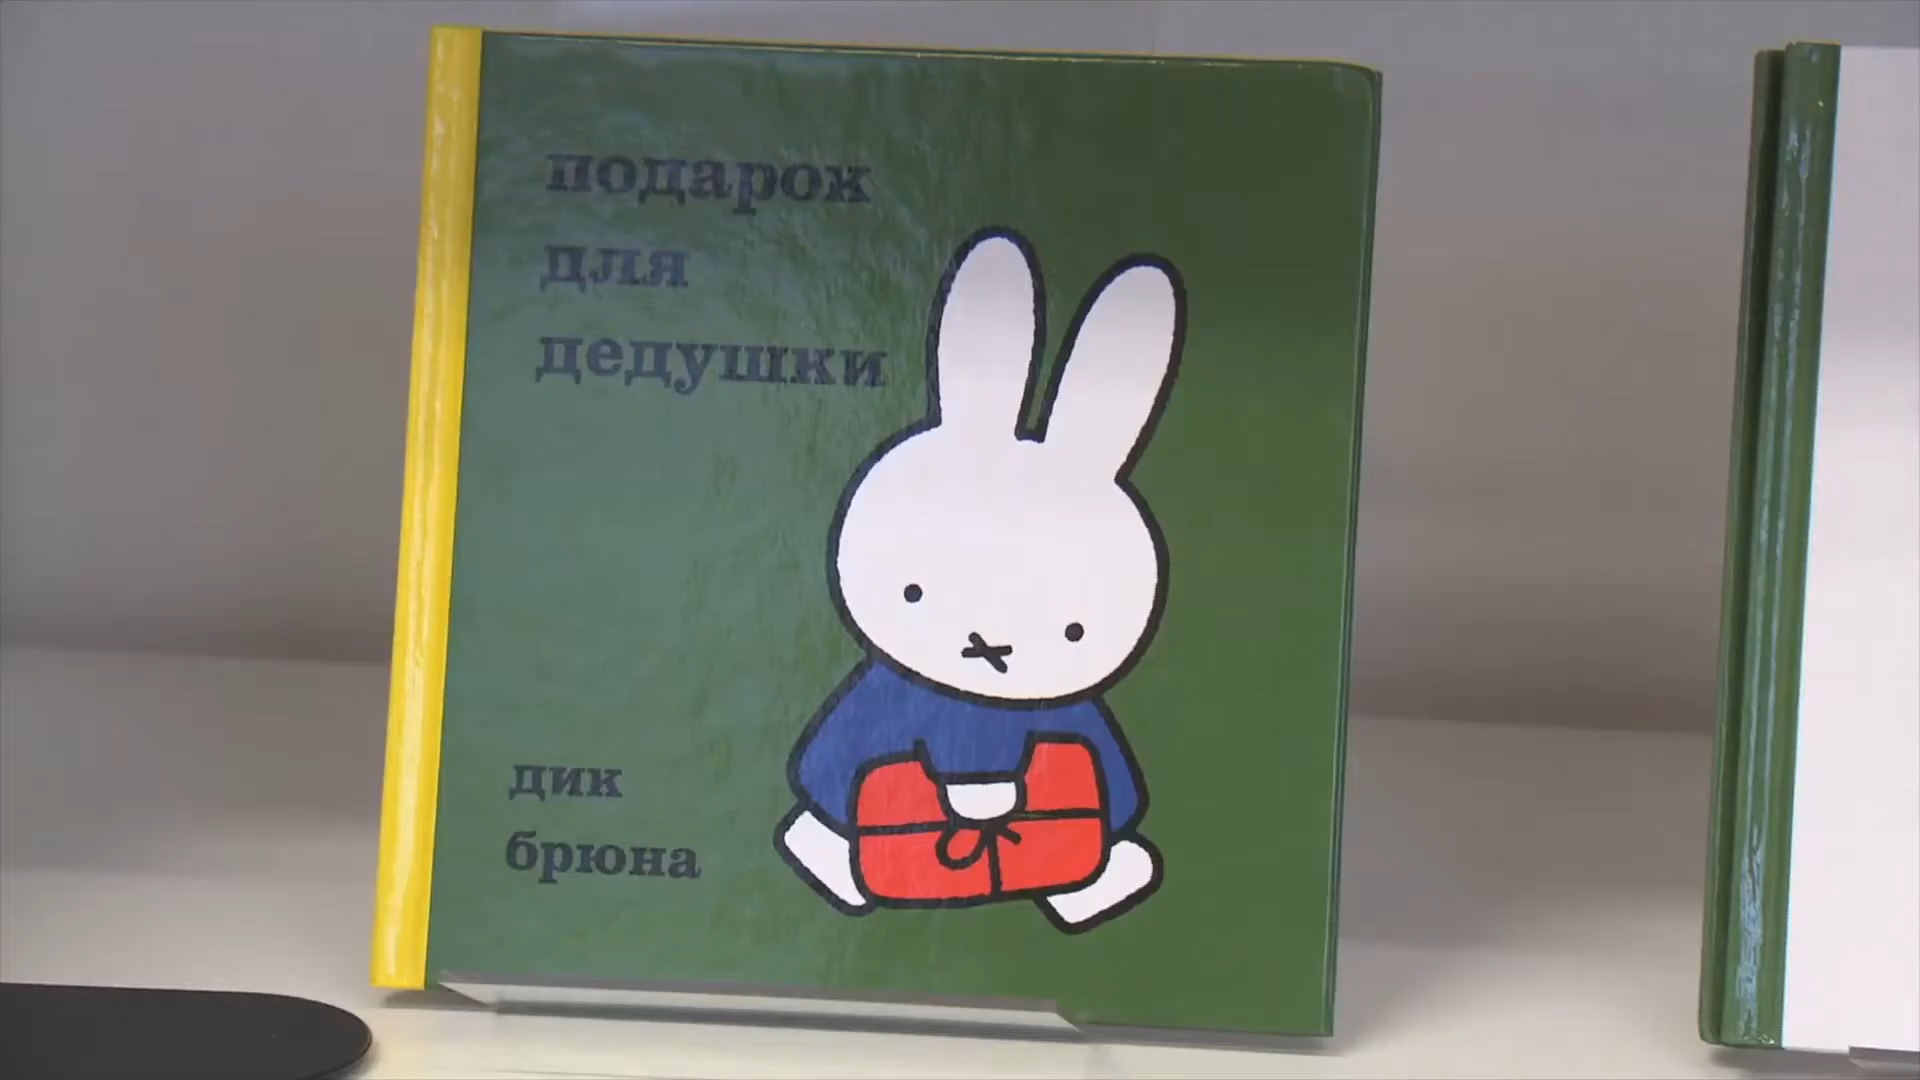 подарок
для
дедушки
дик
брюна